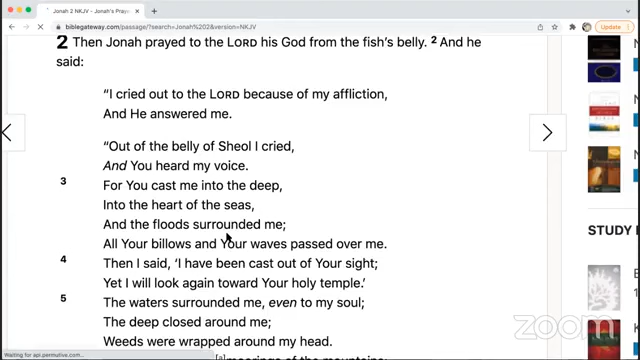 Jonah 2 NKJV - Jonah's Praye
biblegateway.com/passage/?search=Jonah%202&version=NKJV
Update
2 Then Jonah prayed to the LORD his God from the fish's belly. 2 And he
said:
"I cried out to the LORD because of my affliction,
And He answered me.
"Out of the belly of Sheol I cried,
And You heard my voice.
3 For You cast me into the deep,
Into the heart of the seas,
And the floods surrounded me;
All Your billows and Your waves passed over me.
4 Then I said, 'I have been cast out of Your sight;
Yet I will look again toward Your holy temple.'
5 The waters surrounded me, even to my soul;
The deep closed around me;
Weeds were wrapped around my head.
[a] moorings of the mountains;
STUDY
Waiting for api.permutive.com...
zoom